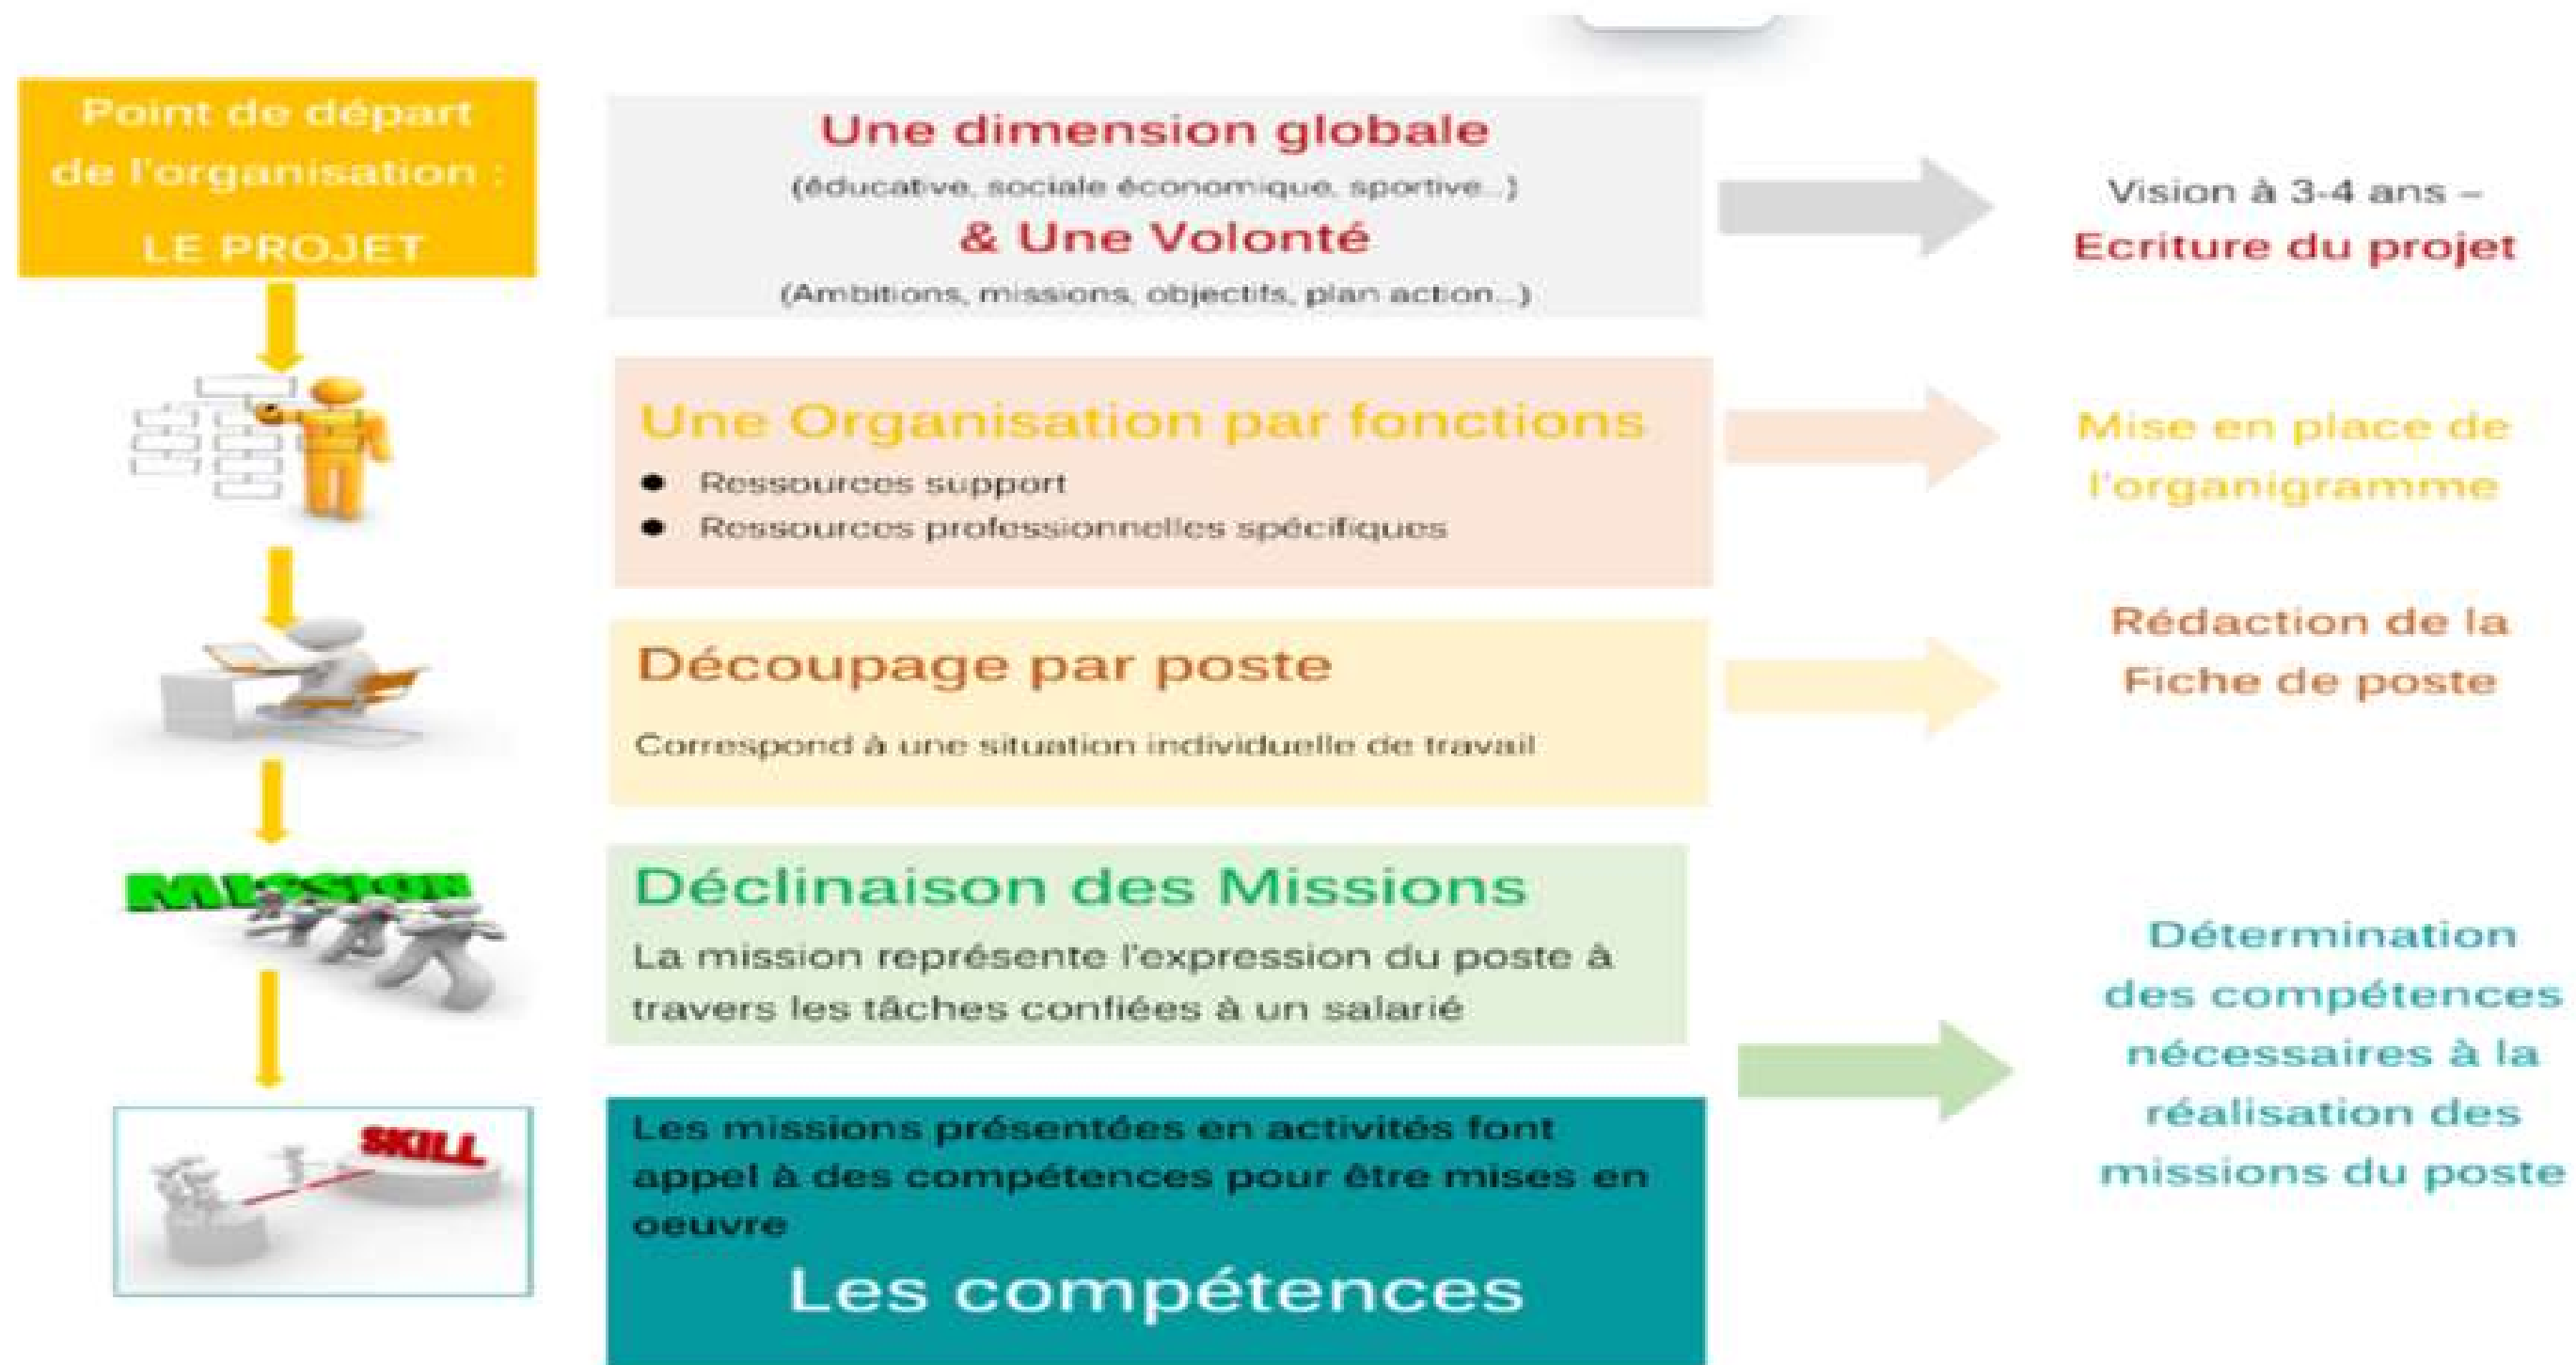 Point de départ
de l'organisation :
LE PROJET
Une dimension globale
(éducative, sociale économique, sportive...)
& Une Volonté
(Ambitions, missions, objectifs, plan action...)
Vision à 3-4 ans –
Ecriture du projet
Une Organisation par fonctions
● Ressources support
● Ressources professionnelles spécifiques
Mise en place de
l'organigramme
Découpage par poste
Correspond à une situation individuelle de travail
Rédaction de la
Fiche de poste
MISSION
Déclinaison des Missions
La mission représente l'expression du poste à
travers les tâches confiées à un salarié
SKILL
Les missions présentées en activités font
appel à des compétences pour être mises en
oeuvre
Les compétences
Détermination
des compétences
nécessaires à la
réalisation des
missions du poste